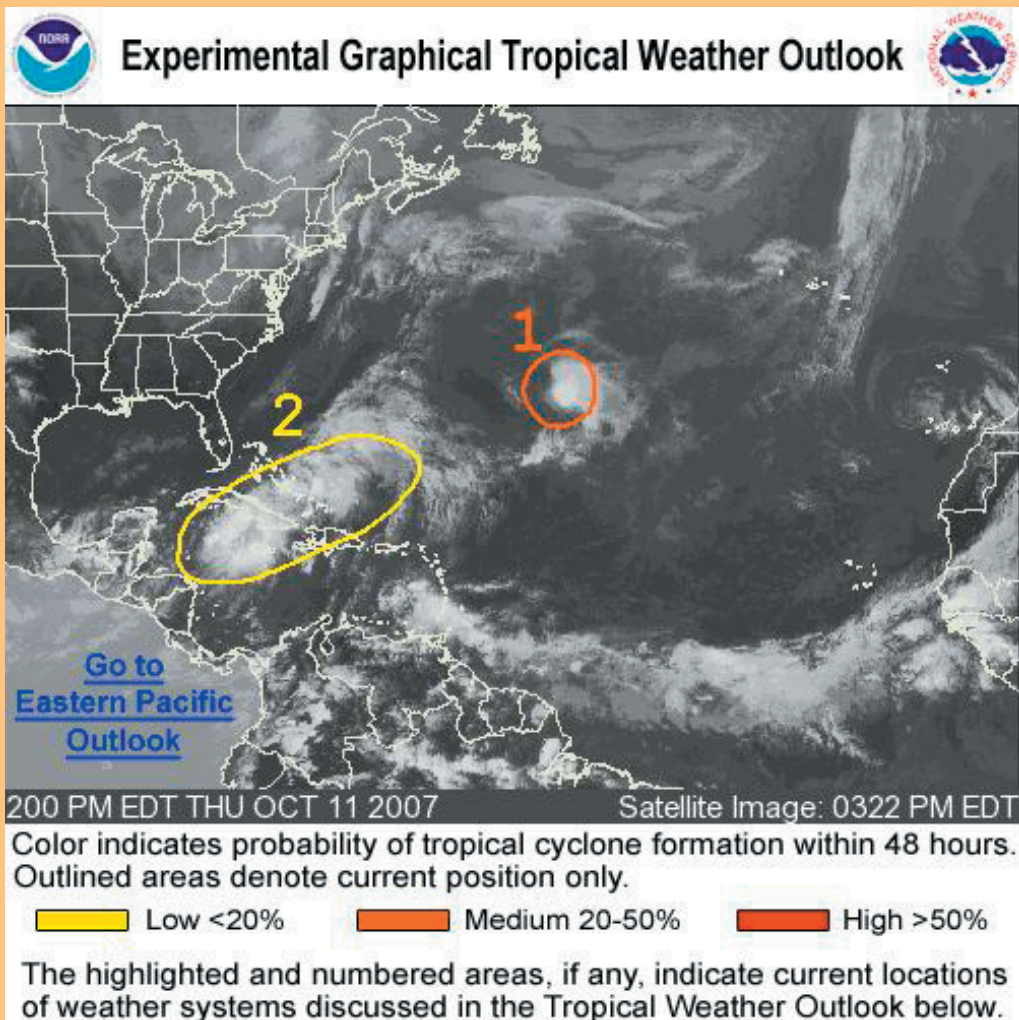 NOAA
Experimental Graphical Tropical Weather Outlook
NATIONAL WEATHER SERVICE
1
2
Go to
Eastern Pacific
Outlook
200 PM EDT THU OCT 11 2007 Satellite Image: 0322 PM EDT
Color indicates probability of tropical cyclone formation within 48 hours.
Outlined areas denote current position only.
Low <20% Medium 20-50% High >50%
The highlighted and numbered areas, if any, indicate current locations
of weather systems discussed in the Tropical Weather Outlook below.